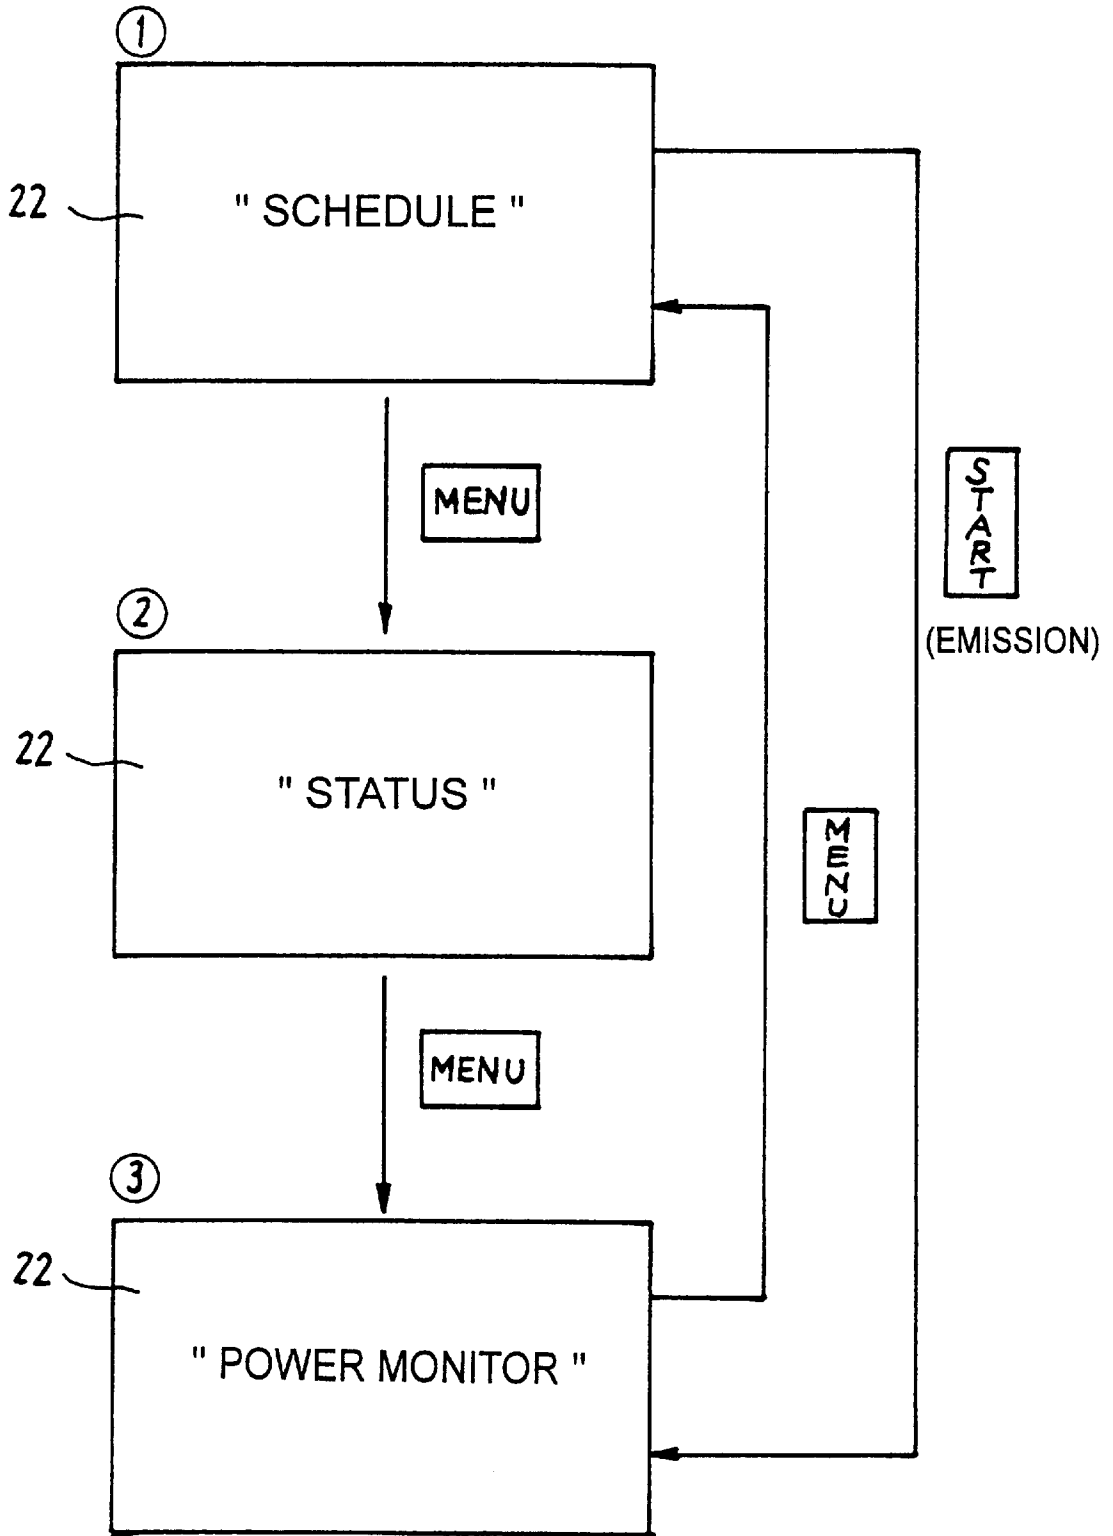 ①
22
" SCHEDULE "
MENU
START
(EMISSION)
②
22
" STATUS "
MENU
MENU
③
22
" POWER MONITOR "